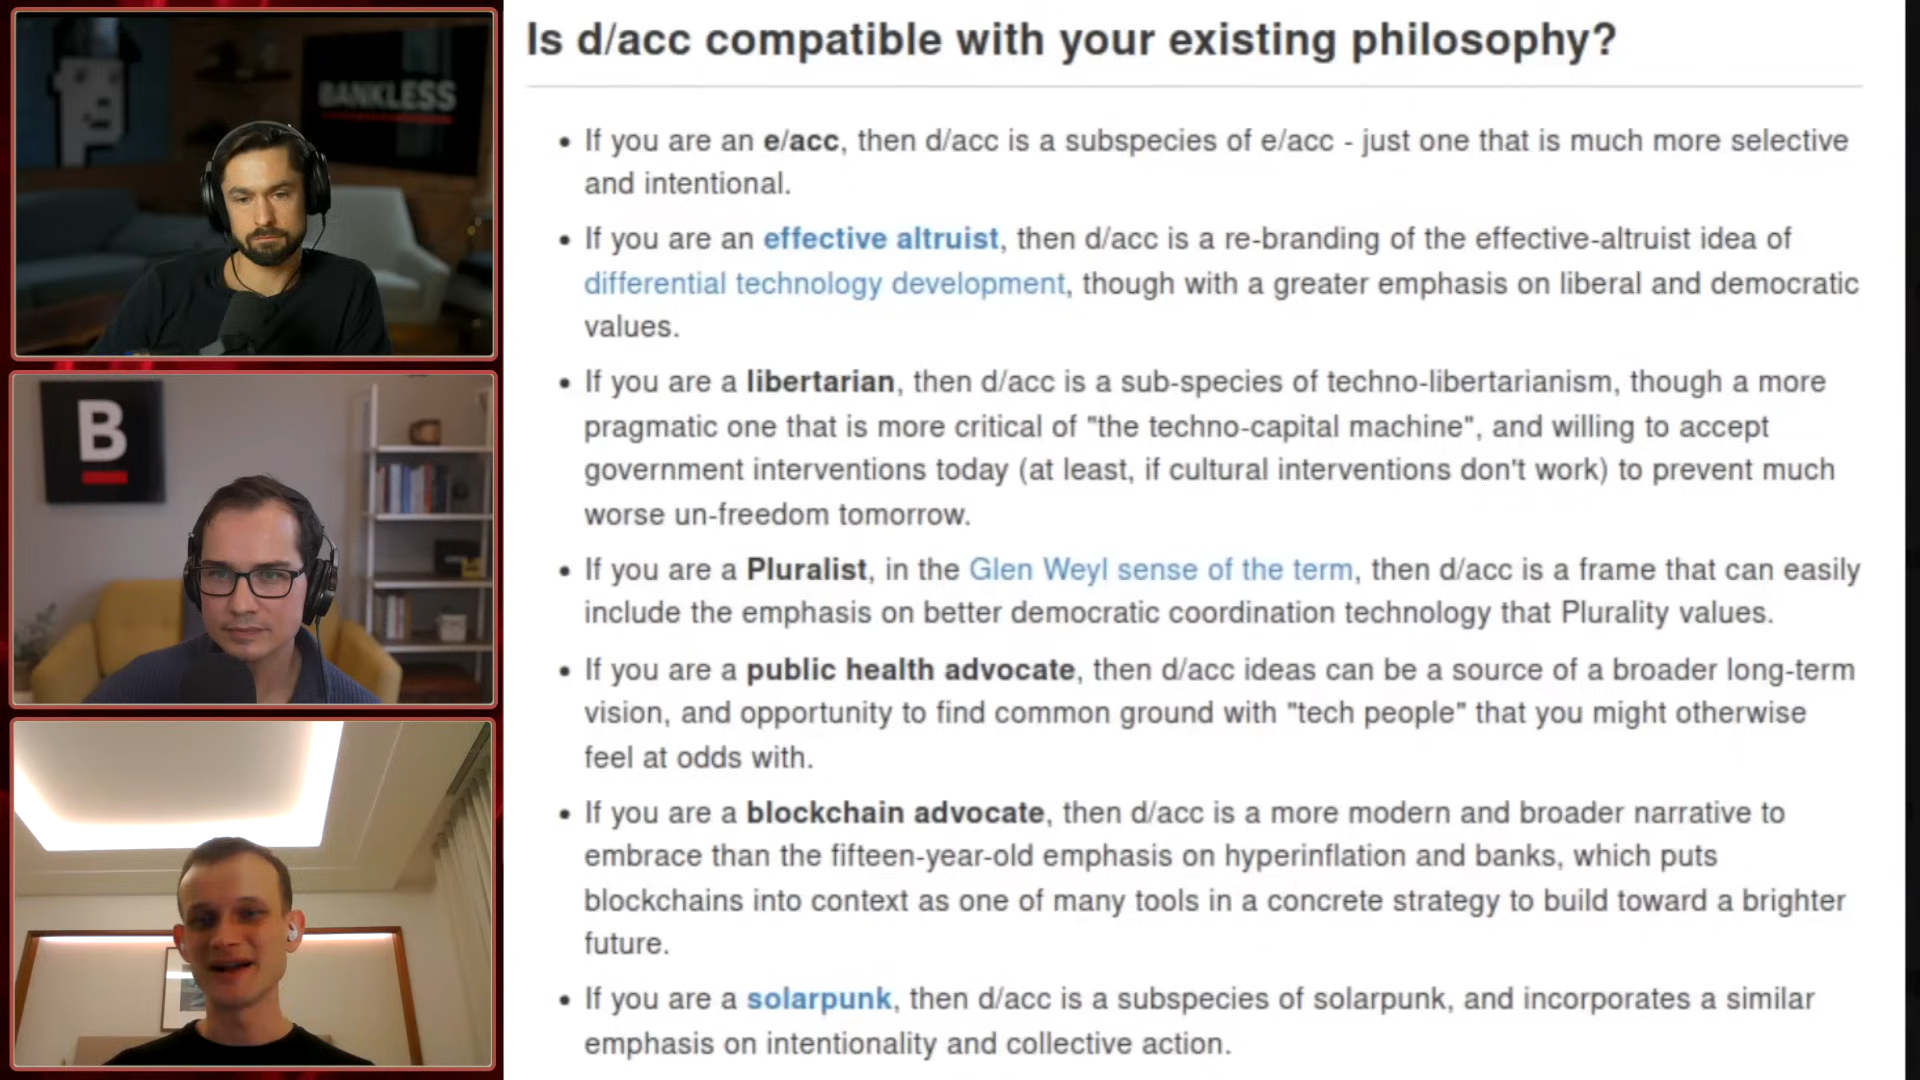 BANKLESS
B
Is d/acc compatible with your existing philosophy?
• If you are an e/acc, then d/acc is a subspecies of e/acc - just one that is much more selective
and intentional.
• If you are an effective altruist, then d/acc is a re-branding of the effective-altruist idea of
differential technology development, though with a greater emphasis on liberal and democratic
values.
• If you are a libertarian, then d/acc is a sub-species of techno-libertarianism, though a more
pragmatic one that is more critical of "the techno-capital machine", and willing to accept
government interventions today (at least, if cultural interventions don't work) to prevent much
worse un-freedom tomorrow.
• If you are a Pluralist, in the Glen Weyl sense of the term, then d/acc is a frame that can easily
include the emphasis on better democratic coordination technology that Plurality values.
• If you are a public health advocate, then d/acc ideas can be a source of a broader long-term
vision, and opportunity to find common ground with "tech people" that you might otherwise
feel at odds with.
• If you are a blockchain advocate, then d/acc is a more modern and broader narrative to
embrace than the fifteen-year-old emphasis on hyperinflation and banks, which puts
blockchains into context as one of many tools in a concrete strategy to build toward a brighter
future.
• If you are a solarpunk, then d/acc is a subspecies of solarpunk, and incorporates a similar
emphasis on intentionality and collective action.